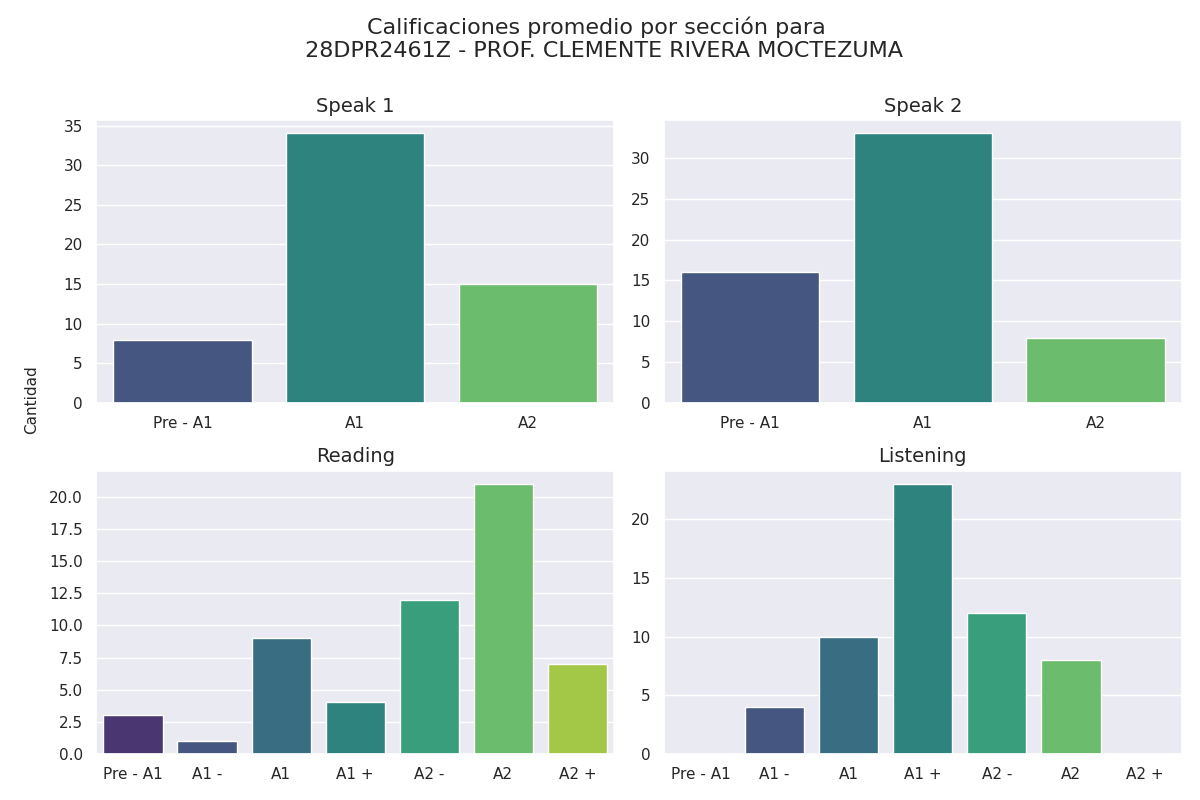 Calificaciones promedio por sección para
28DPR2461Z - PROF. CLEMENTE RIVERA MOCTEZUMA
Speak 1
35
30
25
20
15
10
5
0
Pre - A1 A1 A2
Speak 2
30
25
20
15
10
5
0
Pre - A1 A1 A2
Cantidad
Reading
20.0
17.5
15.0
12.5
10.0
7.5
5.0
2.5
0.0
Pre - A1 A1 - A1 A1 + A2 - A2 A2 +
Listening
20
15
10
5
0
Pre - A1 A1 - A1 A1 + A2 - A2 A2 +